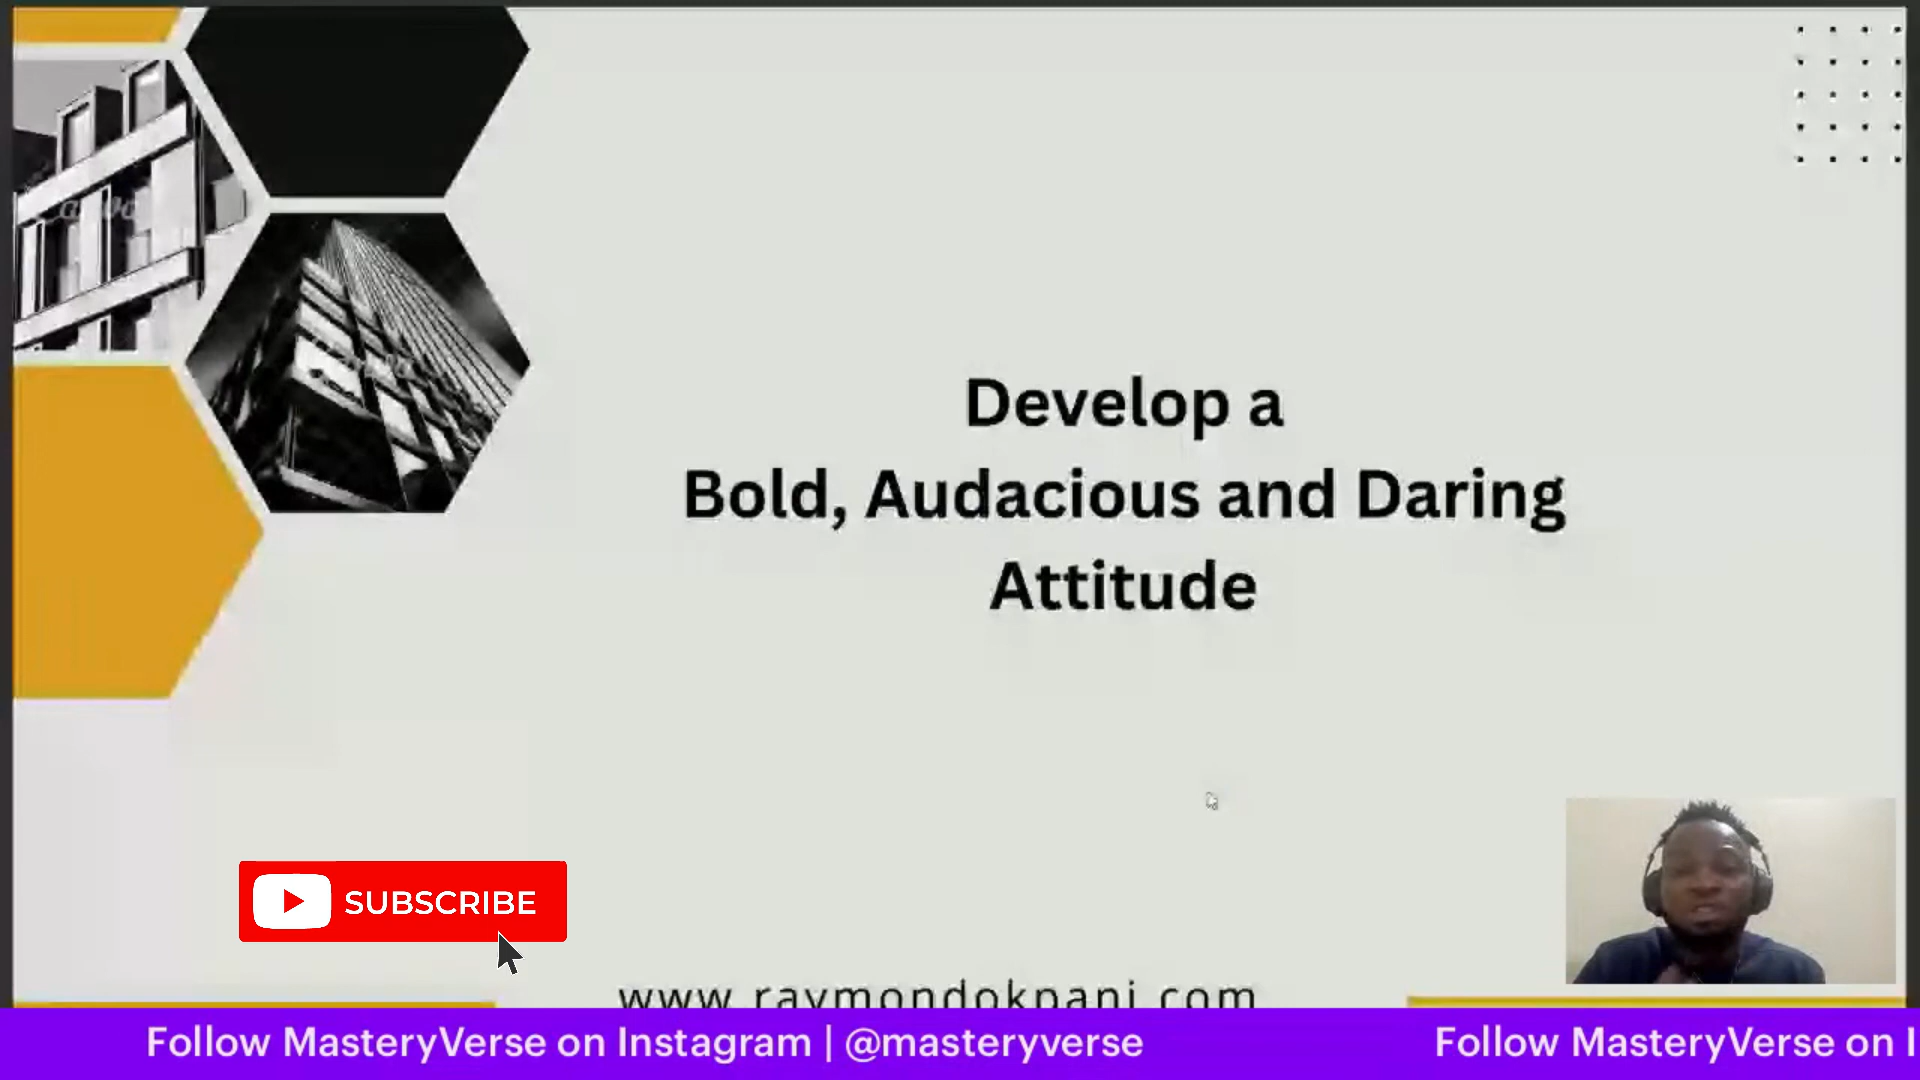 Develop a
Bold, Audacious and Daring
Attitude
SUBSCRIBE
www.raymondokpani.com
Follow MasteryVerse on Instagram | @masteryverse
Follow MasteryVerse on I